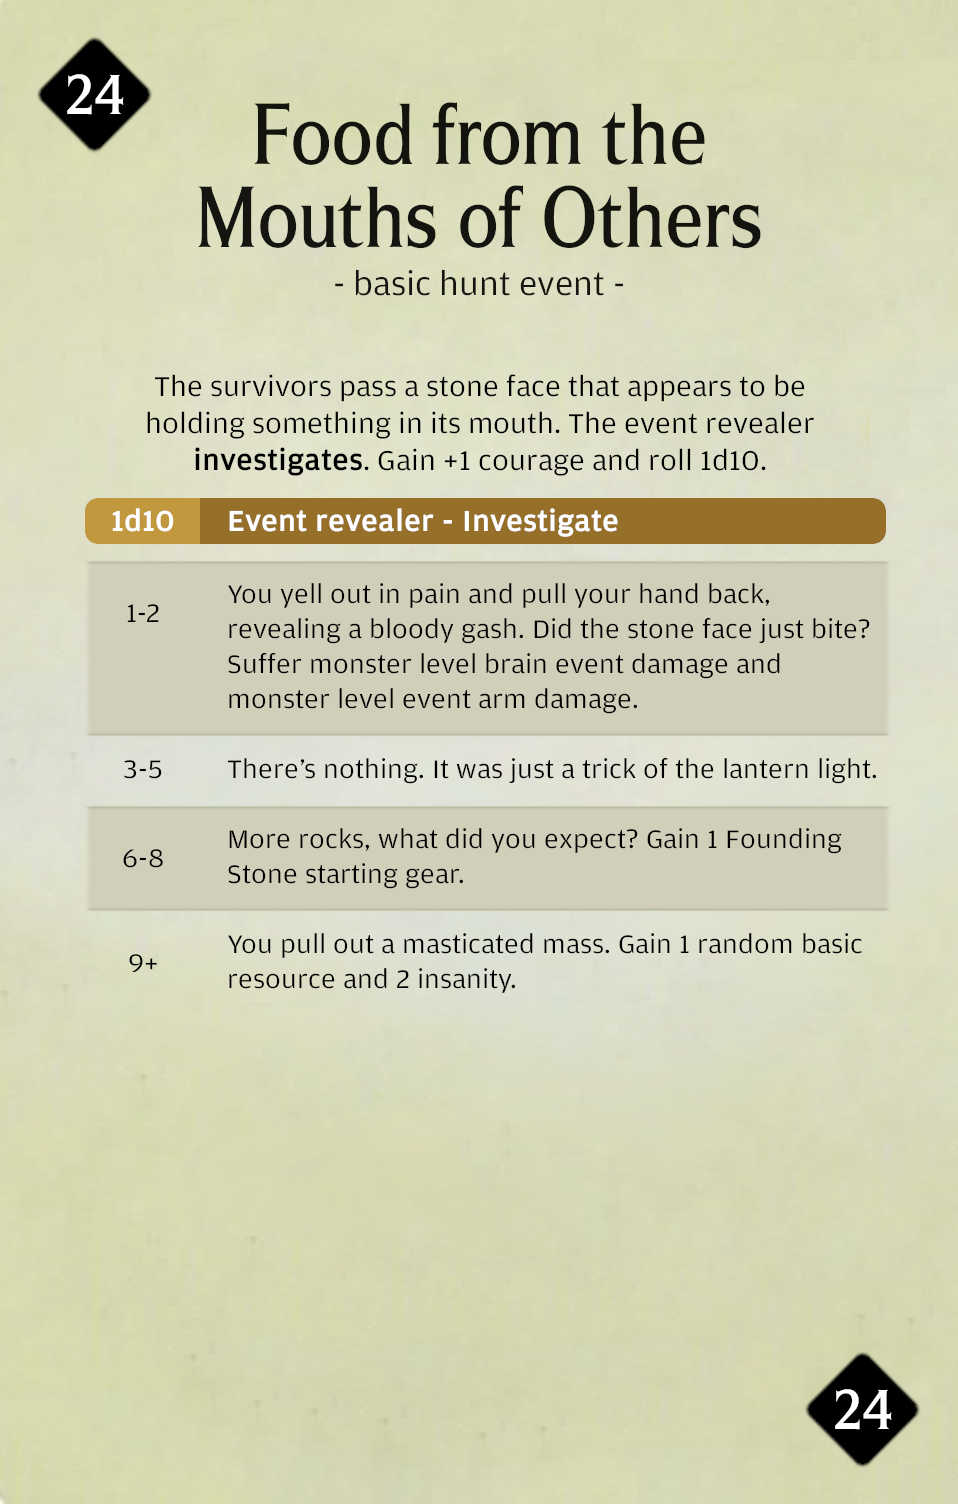 24
Food from the
Mouths of Others
- basic hunt event -
The survivors pass a stone face that appears to be
holding something in its mouth. The event revealer
investigates. Gain +1 courage and roll 1d10.
1d10 Event revealer - Investigate
1-2 You yell out in pain and pull your hand back,
revealing a bloody gash. Did the stone face just bite?
Suffer monster level brain event damage and
monster level event arm damage.
3-5 There’s nothing. It was just a trick of the lantern light.
6-8 More rocks, what did you expect? Gain 1 Founding
Stone starting gear.
9+ You pull out a masticated mass. Gain 1 random basic
resource and 2 insanity.
24